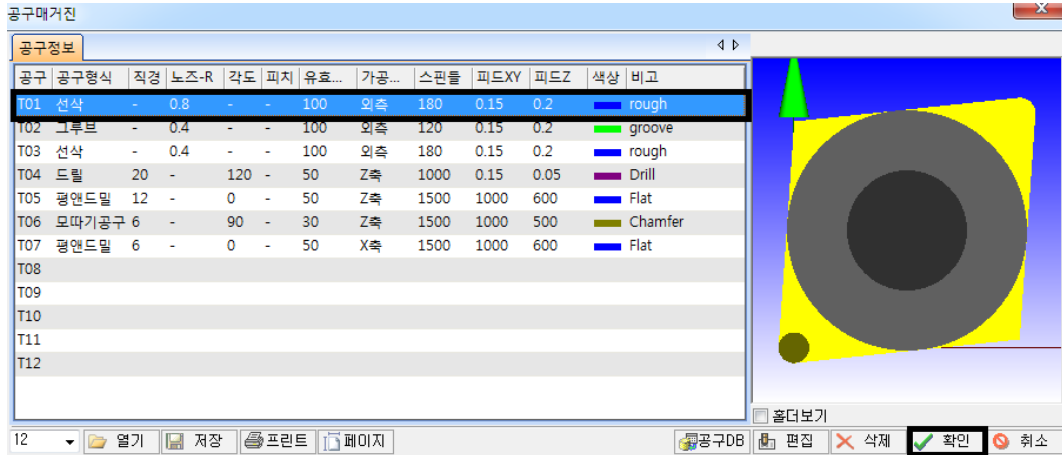 공구매거진
공구정보
공구 공구형식 직경 노즈-R 각도 피치 유효... 가공... 스핀들 피드XY 피드Z 색상 비고
T01 선삭 - 0.8 - - 100 외측 180 0.15 0.2 rough
T02 그루브 - 0.4 - - 100 외측 120 0.15 0.2 groove
T03 선삭 - 0.4 - - 100 외측 180 0.15 0.2 rough
T04 드릴 20 - 120 - 50 Z축 1000 0.15 0.05 Drill
T05 평앤드밀 12 - 0 - 50 Z축 1500 1000 600 Flat
T06 모따기공구 6 - 90 - 30 Z축 1500 1000 500 Chamfer
T07 평앤드밀 6 - 0 - 50 X축 1500 1000 600 Flat
T08
T09
T10
T11
T12
홀더보기
12 열기 저장 프린트 페이지 공구DB 편집 삭제 확인 취소